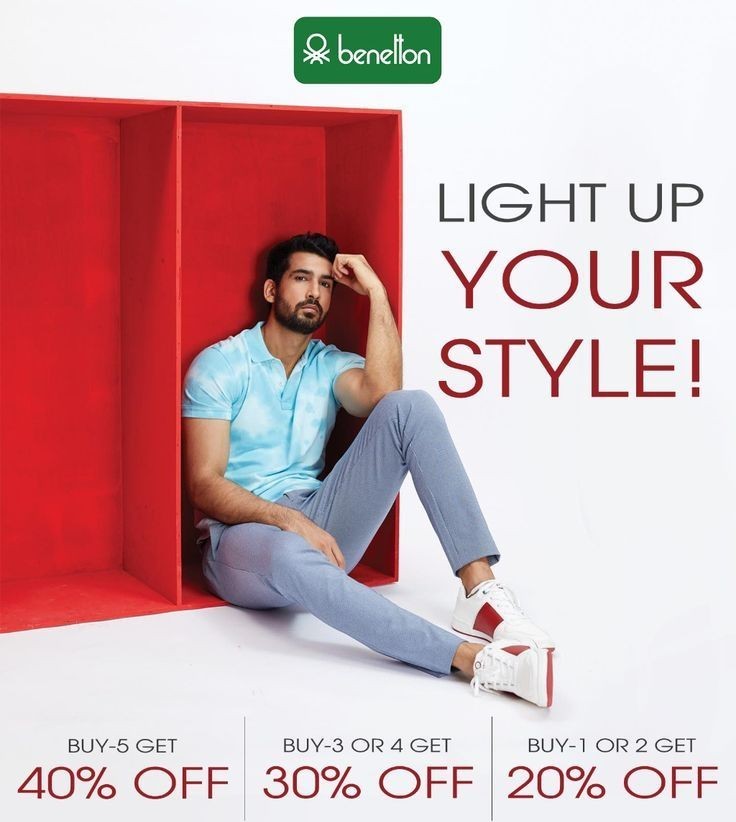 benetton
LIGHT UP
YOUR
STYLE!
BUY-5 GET
40% OFF
BUY-3 OR 4 GET
30% OFF
BUY-1 OR 2 GET
20% OFF